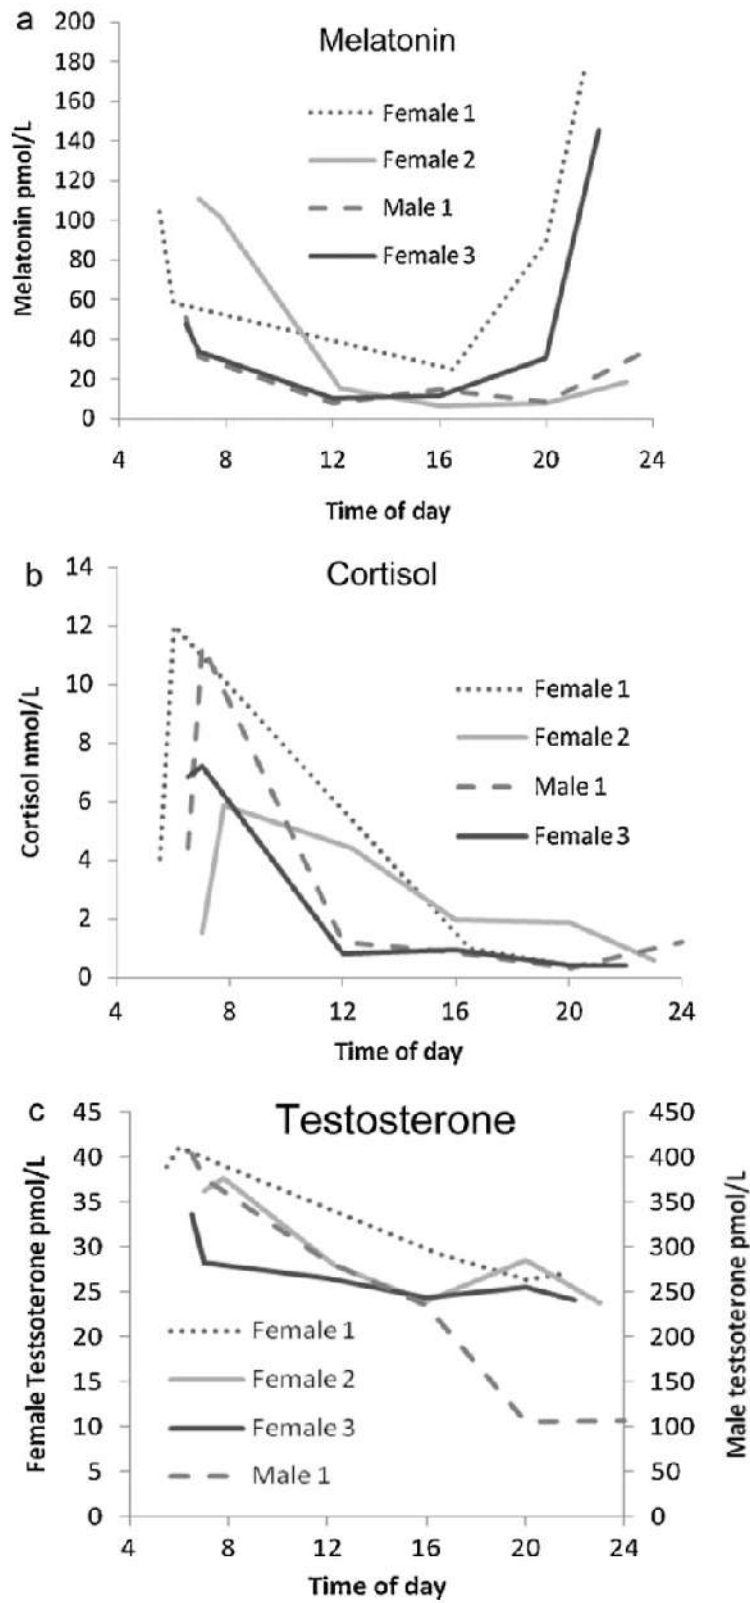 a
Melatonin
Melatonin pmol/L
200
180
160
140
120
100
80
60
40
20
0
Female 1
Female 2
Male 1
Female 3
4 8 12 16 20 24
Time of day
b
Cortisol
Cortisol nmol/L
14
12
10
8
6
4
2
0
Female 1
Female 2
Male 1
Female 3
4 8 12 16 20 24
Time of day
c
Testosterone
Female Testsoterone pmol/L
45
40
35
30
25
20
15
10
5
0
Female 1
Female 2
Female 3
Male 1
450
400
350
300
250
200
150
100
50
0
Male testsoterone pmol/L
4 8 12 16 20 24
Time of day